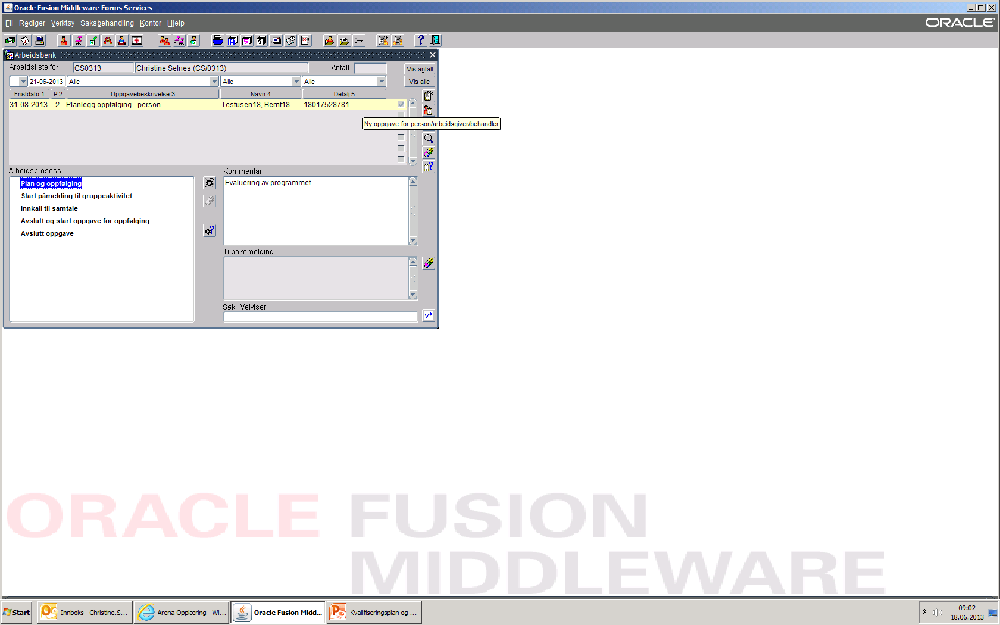 Oracle Fusion Middleware Forms Services
Fil Rediger Verktøy Saksbehandling Kontor Hjelp
ORACLE
Arbeidsbenk
Arbeidsliste for CS0313 Christine Selnes (CS/0313) Antall Vis antall
21-06-2013 Alle Alle Alle Vis alle
Fristdato 1 P 2 Oppgavebeskrivelse 3 Navn 4 Detalj 5
31-08-2013 2 Planlegg oppfølging - person Testusen18, Bernt18 18017528781
Ny oppgave for person/arbeidsgiver/behandler
Arbeidsprosess
Plan og oppfølging
Start påmelding til gruppeaktivitet
Innkall til samtale
Avslutt og start oppgave for oppfølging
Avslutt oppgave
Kommentar
Evaluering av programmet.
Tilbakemelding
Søk i Veiviser
ORACLE FUSION
MIDDLEWARE
Start Innboks - Christine.S... Arena Opplæring - Wi... Oracle Fusion Midd... Kvalifiseringsplan og ... 09:02
18.06.2013